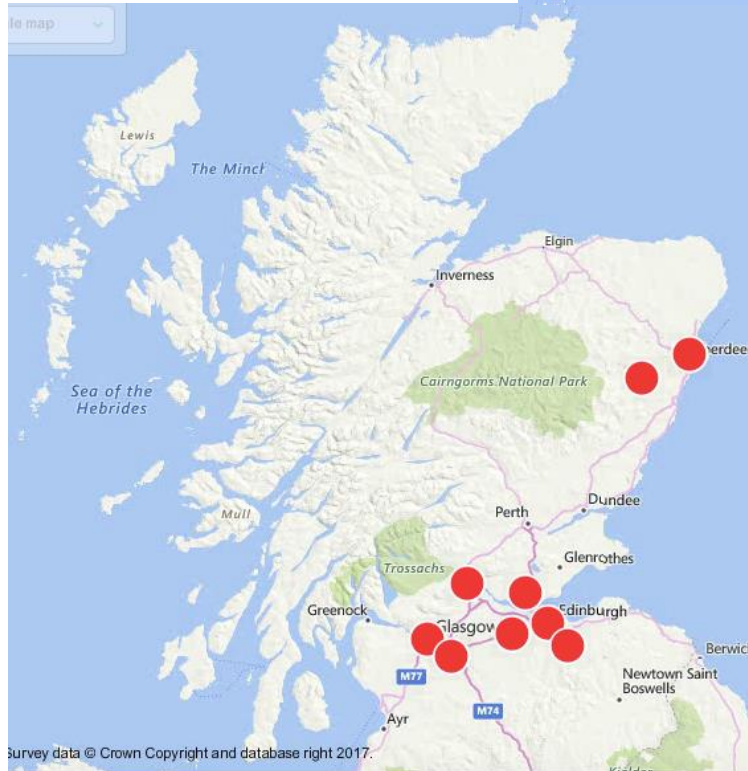 le map
Lewis
The Minch
Elgin
Inverness
Cairngorms National Park
Sea of the
Hebrides
Mull
Dundee
Perth
Trossachs
Glenrothes
Greenock
Edinburgh
Glasgow
Berwic
M77
Newtown Saint
Boswells
M74
Ayr
Survey data © Crown Copyright and database right 2017.